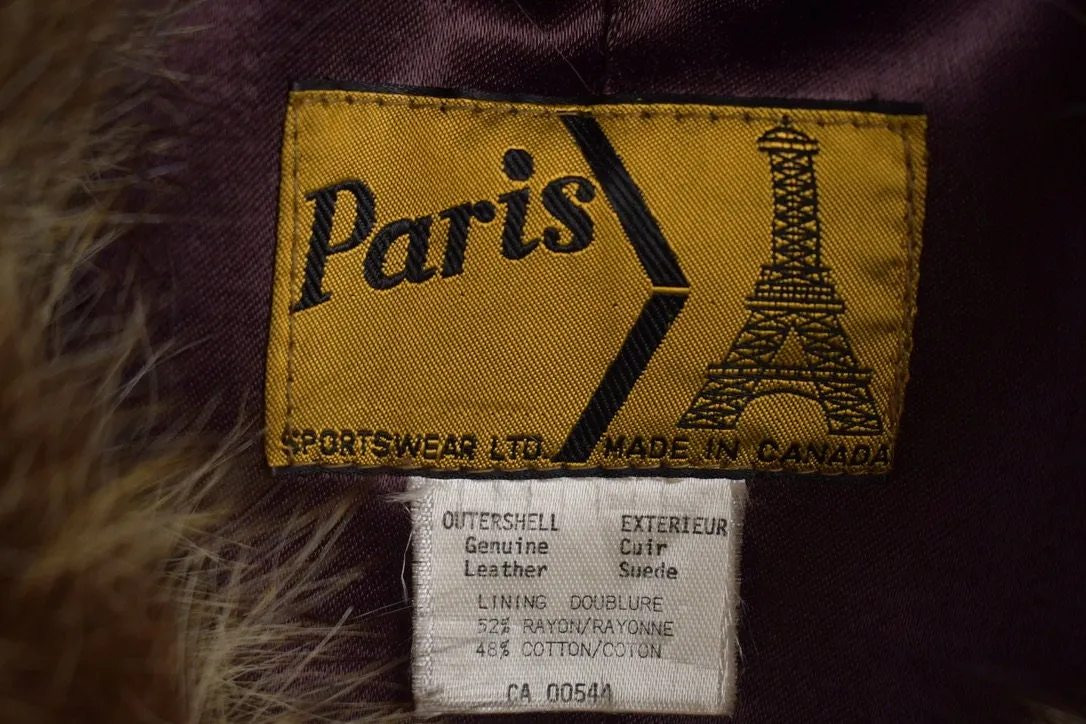 Paris
SPORTSWEAR LTD. MADE IN CANADA
OUTERSHELL EXTERIEUR
Genuine Cuir
Leather Suede
LINING DOUBLURE
52% RAYON/RAYONNE
48% COTTON/COTON
CA 00544